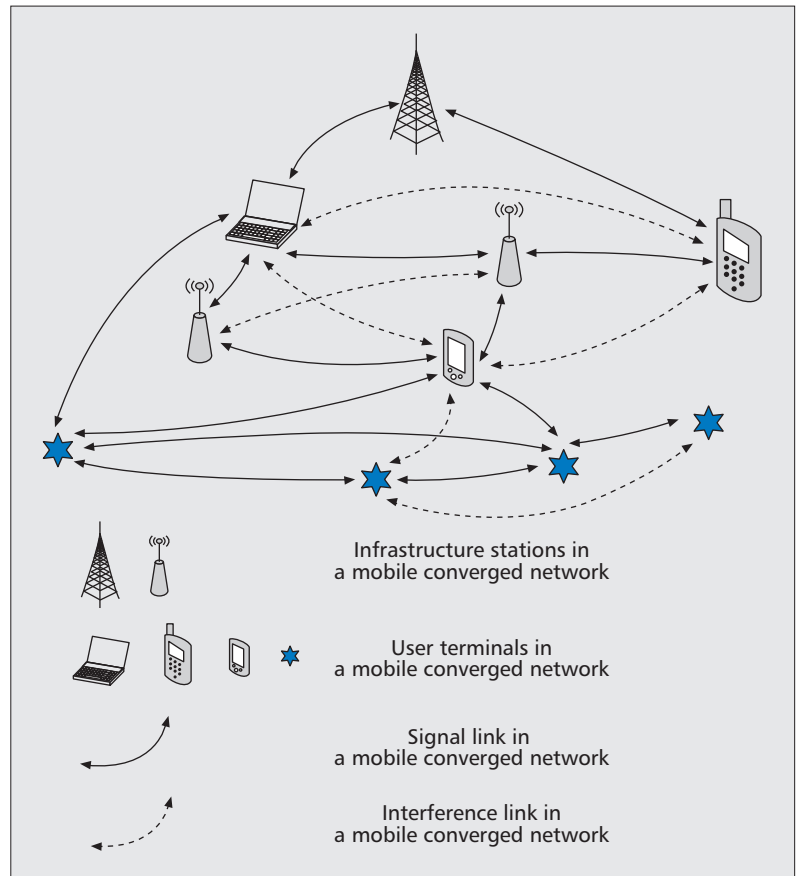 Infrastructure stations in
a mobile converged network
User terminals in
a mobile converged network
Signal link in
a mobile converged network
Interference link in
a mobile converged network